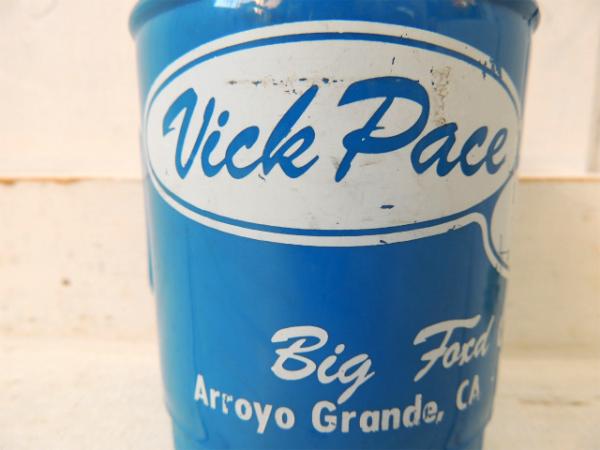 Vick Pace
Big Ford
Arroyo Grande, CA